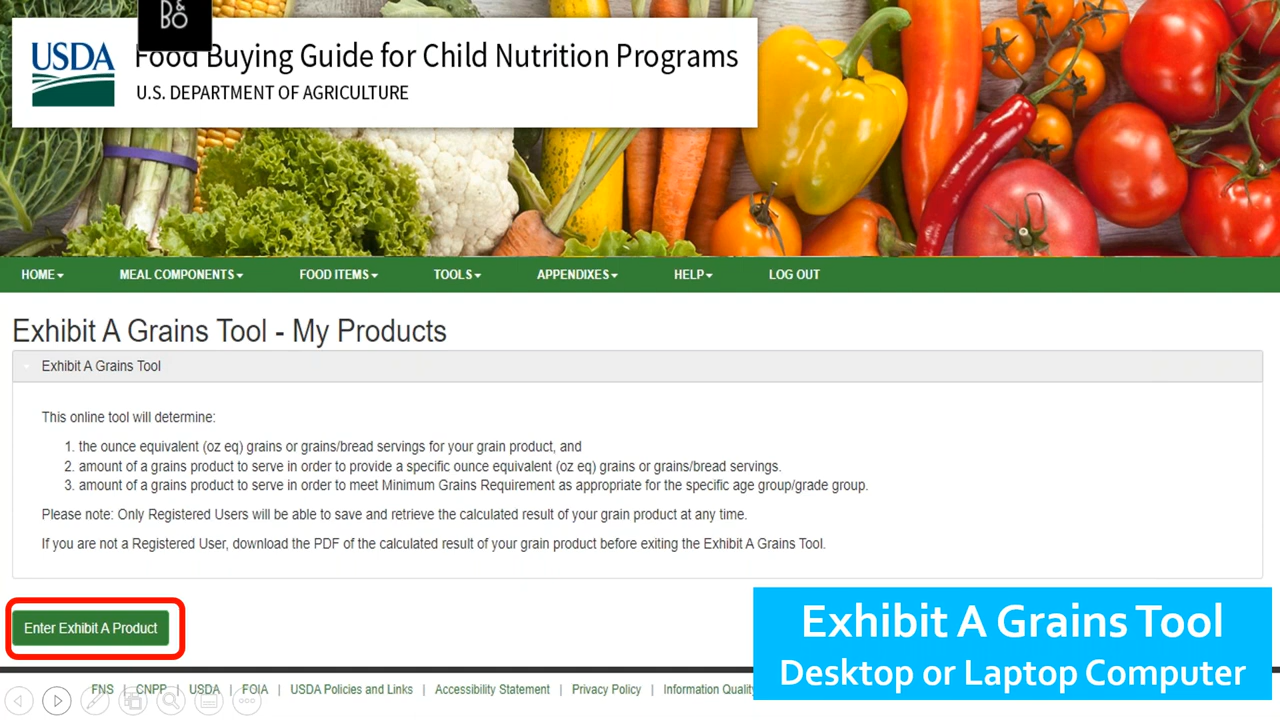 B&
BO
USDA
Food Buying Guide for Child Nutrition Programs
U.S. DEPARTMENT OF AGRICULTURE
HOME MEAL COMPONENTS FOOD ITEMS TOOLS APPENDIXES HELP LOG OUT
Exhibit A Grains Tool - My Products
Exhibit A Grains Tool
This online tool will determine:
1. the ounce equivalent (oz eq) grains or grains/bread servings for your grain product, and
2. amount of a grains product to serve in order to provide a specific ounce equivalent (oz eq) grains or grains/bread servings.
3. amount of a grains product to serve in order to meet Minimum Grains Requirement as appropriate for the specific age group/grade group.
Please note: Only Registered Users will be able to save and retrieve the calculated result of your grain product at any time.
If you are not a Registered User, download the PDF of the calculated result of your grain product before exiting the Exhibit A Grains Tool.
Enter Exhibit A Product
Exhibit A Grains Tool
Desktop or Laptop Computer
FNS | CNPP | USDA | FOIA | USDA Policies and Links | Accessibility Statement | Privacy Policy | Information Quality